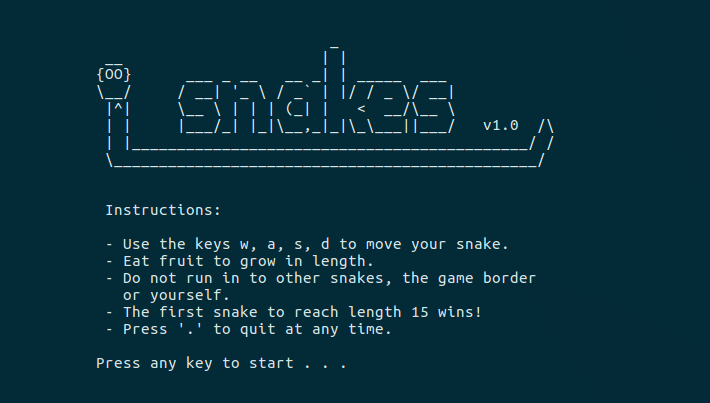 snakes
v1.0
Instructions:
- Use the keys w, a, s, d to move your snake.
- Eat fruit to grow in length.
- Do not run in to other snakes, the game border
or yourself.
- The first snake to reach length 15 wins!
- Press '.' to quit at any time.
Press any key to start . . .